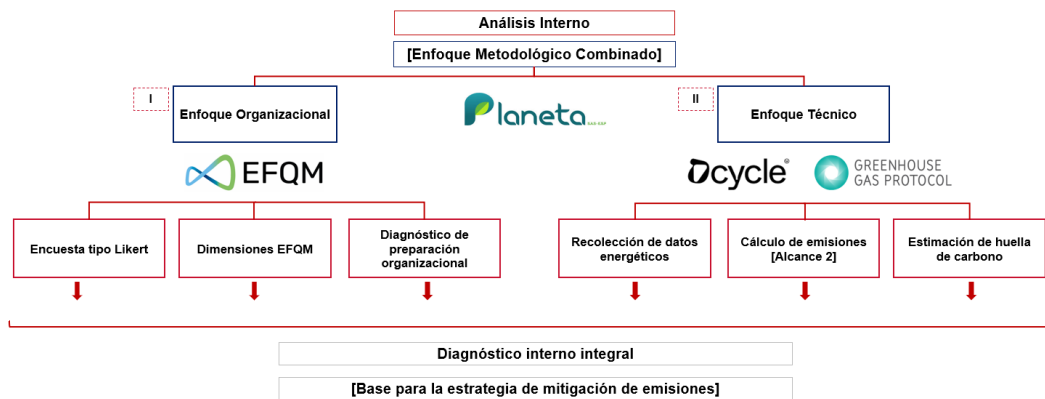 Análisis Interno
[Enfoque Metodológico Combinado]
I
Enfoque Organizacional
Planeta
II
Enfoque Técnico
EFQM
Dcycle®
GREENHOUSE
GAS PROTOCOL
Encuesta tipo Likert
Dimensiones EFQM
Diagnóstico de
preparación
organizacional
Recolección de datos
energéticos
Cálculo de emisiones
[Alcance 2]
Estimación de huella
de carbono
Diagnóstico interno integral
[Base para la estrategia de mitigación de emisiones]